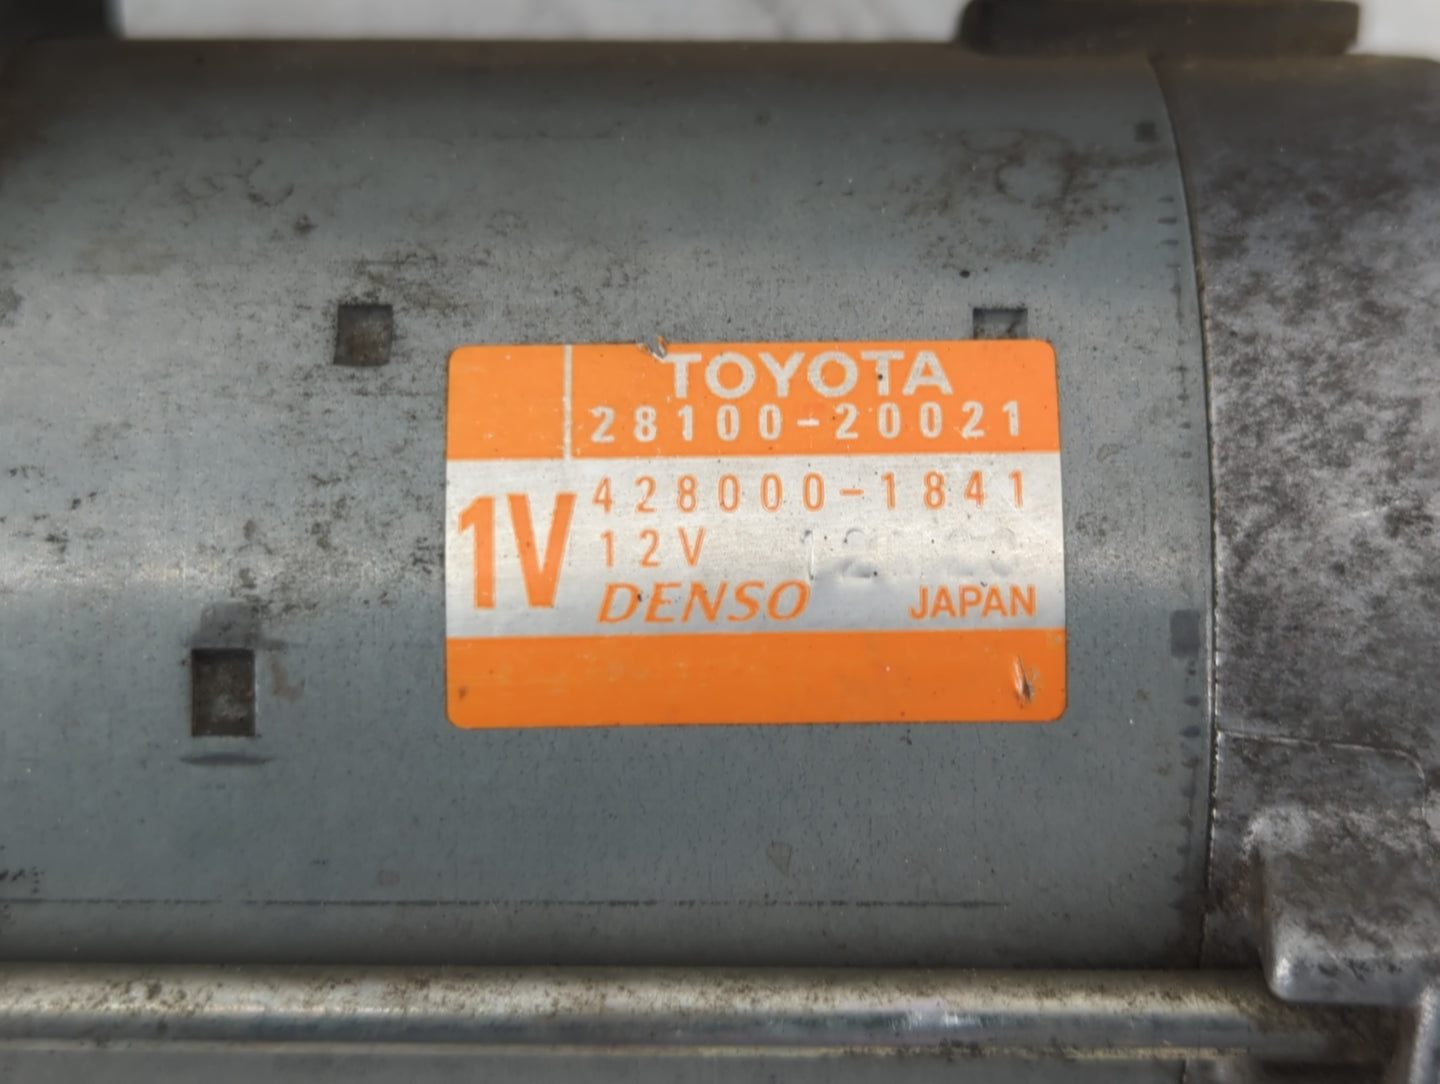 TOYOTA
28100-20021
428000-1841
1V
12V
DENSO JAPAN